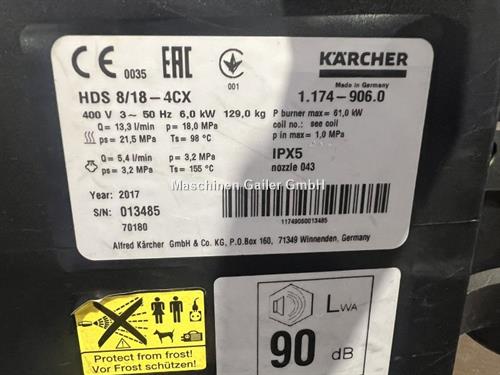 CE 0035 EAC 001 KÄRCHER
Made in Germany
HDS 8/18-4CX 1.174-906.0
400 V 3~ 50 Hz 6,0 kW 129,0 kg P burner max= 61,0 kW
Q= 13,3 l/min p= 18,0 MPa coil no: see coil
ps= 21,5 MPa Ts= 98 °C p in max= 1,0 MPa
Q= 5,4 l/min p= 3,2 MPa IPX5
ps= 3,2 MPa Ts= 155 °C nozzle 043
Maschinen Gailer GmbH
Year: 2017
S/N: 013485
70180
11749060013485
Alfred Kärcher GmbH & Co. KG, P.O.Box 160, 71349 Winnenden, Germany
Protect from frost!
Vor Frost schützen!
LWA
90 dB